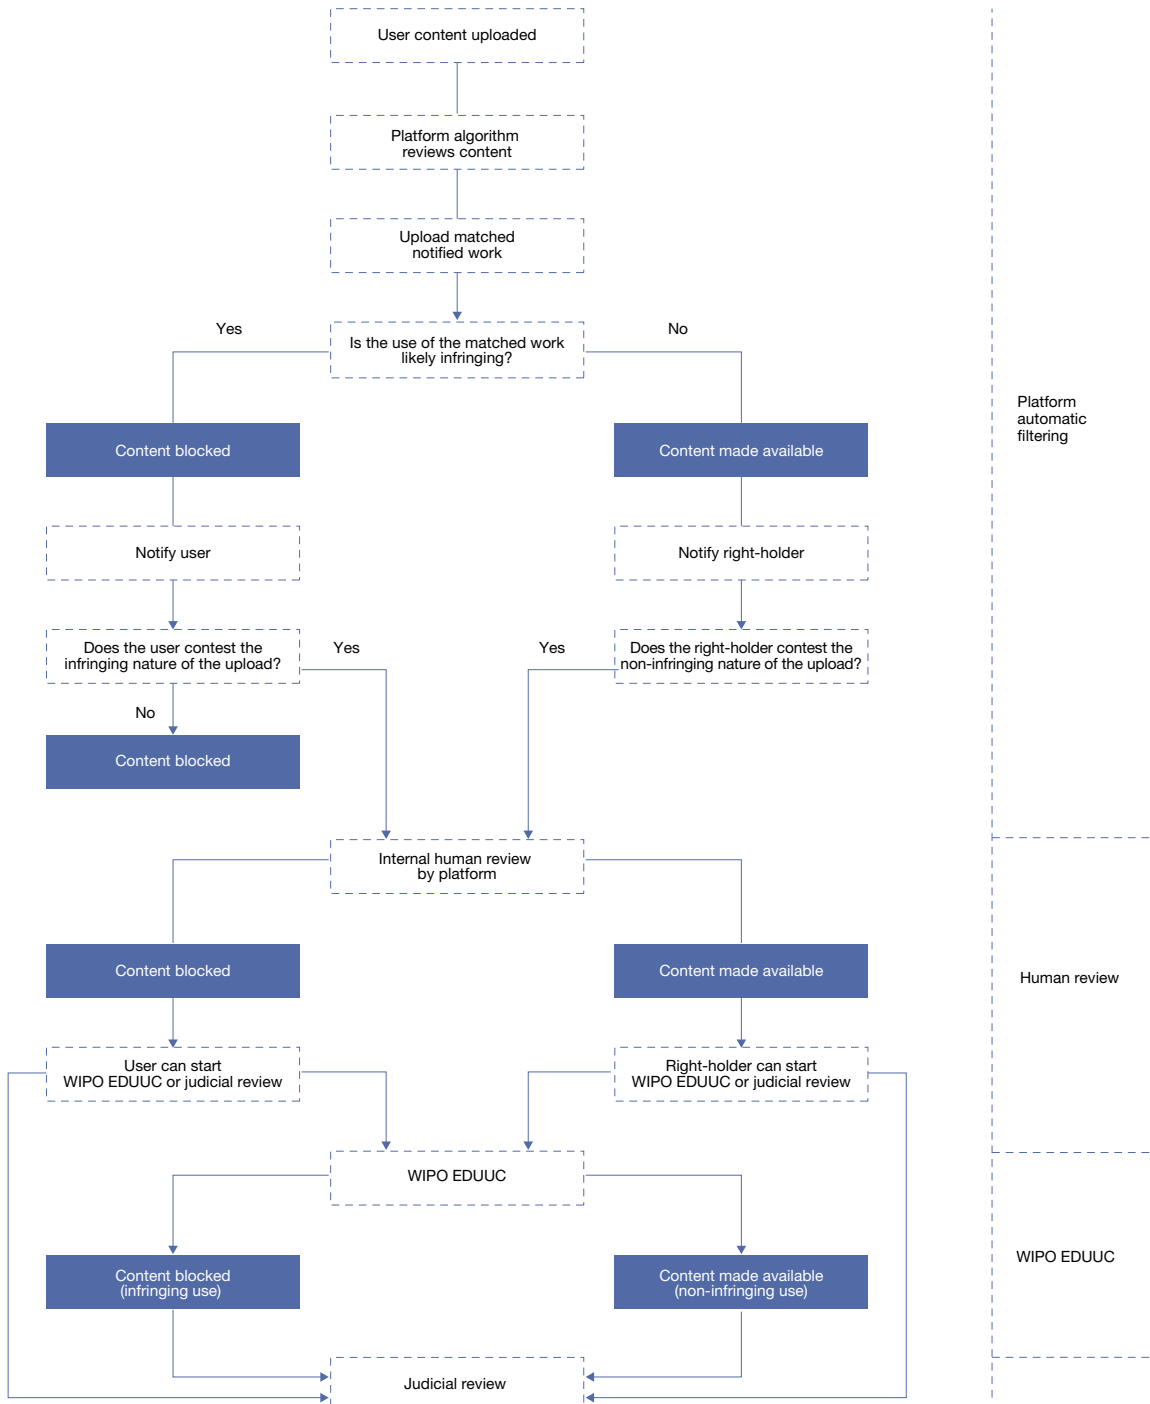 User content uploaded
Platform algorithm
reviews content
Upload matched
notified work
Yes
No
Is the use of the matched work
likely infringing?
Platform
automatic
filtering
Content blocked
Content made available
Notify user
Notify right-holder
Does the user contest the
infringing nature of the upload?
Yes
Yes
Does the right-holder contest the
non-infringing nature of the upload?
No
Content blocked
Internal human review
by platform
Content blocked
Content made available
Human review
User can start
WIPO EDUUC or judicial review
Right-holder can start
WIPO EDUUC or judicial review
WIPO EDUUC
WIPO EDUUC
Content blocked
(infringing use)
Content made available
(non-infringing use)
Judicial review